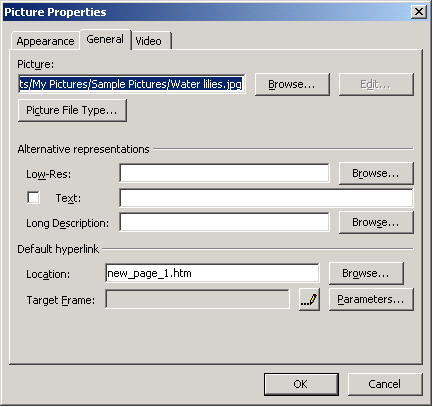 Picture Properties
Appearance General Video
Picture:
ts/My Pictures/Sample Pictures/Water lilies.jpg Browse... Edit...
Picture File Type...
Alternative representations
Low-Res: Browse...
Text:
Long Description: Browse...
Default hyperlink
Location: new_page_1.htm Browse...
Target Frame: Parameters...
OK Cancel